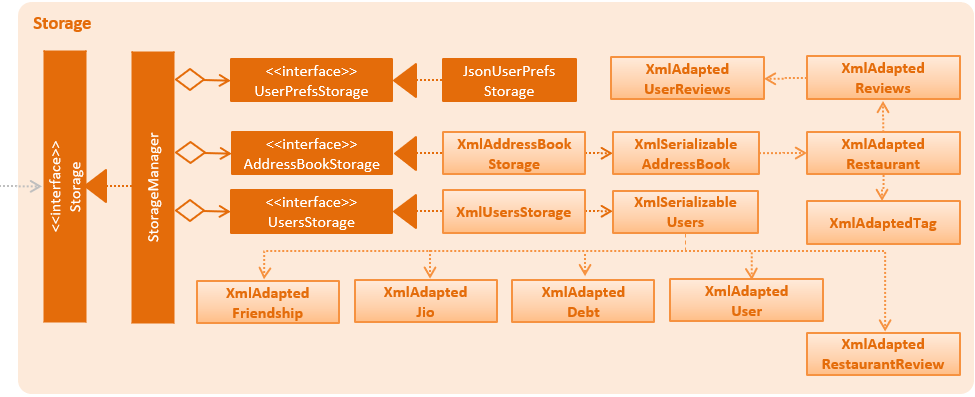 Storage
<<interface>>
Storage
StorageManager
<<interface>>
UserPrefsStorage
JsonUserPrefs
Storage
XmlAdapted
UserReviews
XmlAdapted
Reviews
<<interface>>
AddressBookStorage
XmlAddressBook
Storage
XmlSerializable
AddressBook
XmlAdapted
Restaurant
<<interface>>
UsersStorage
XmlUsersStorage
XmlSerializable
Users
XmlAdaptedTag
XmlAdapted
Friendship
XmlAdapted
Jio
XmlAdapted
Debt
XmlAdapted
User
XmlAdapted
RestaurantReview